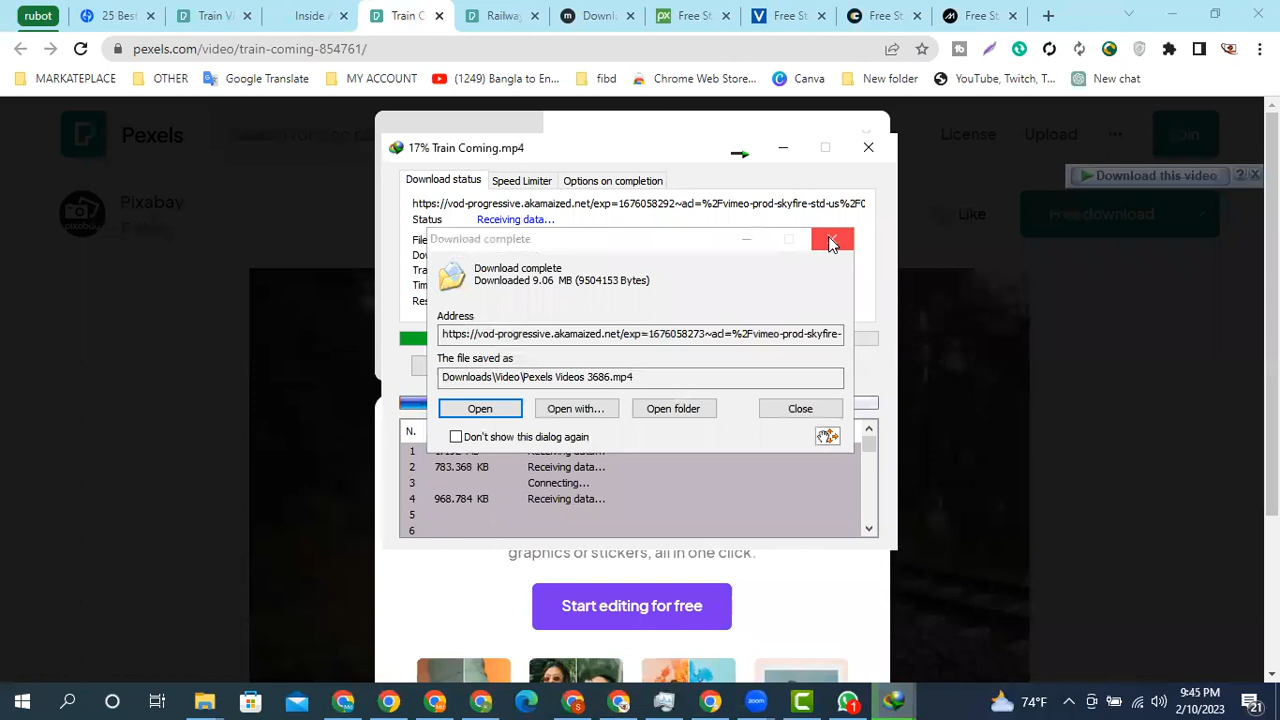 rubot
25 Bes
Train V
Inside
Train C
Railway
Downl
Free St
Free St
Free St
Free St
pexels.com/video/train-coming-854761/
MARKATEPLACE
OTHER
Google Translate
MY ACCOUNT
(1249) Bangla to En...
fibd
Chrome Web Store...
Canva
New folder
YouTube, Twitch, T...
New chat
Pexels
License
Upload
Join
Pixabay
Download this video
Like
Free download
17% Train Coming.mp4
Download status
Speed Limiter
Options on completion
https://vod-progressive.akamaized.net/exp=1676058292~acl=%2Fvimeo-prod-skyfire-std-us%2F0
Status
Receiving data...
Download complete
Download complete
Downloaded 9.06 MB (9504153 Bytes)
Address
https://vod-progressive.akamaized.net/exp=1676058273~acl=%2Fvimeo-prod-skyfire-
The file saved as
Downloads\Video\Pexels Videos 3686.mp4
Open
Open with...
Open folder
Close
Don't show this dialog again
N.
1
2 783.368 KB Receiving data...
3 Connecting...
4 968.784 KB Receiving data...
5
6
graphics or stickers, all in one click.
Start editing for free
74°F
9:45 PM
2/10/2023
21